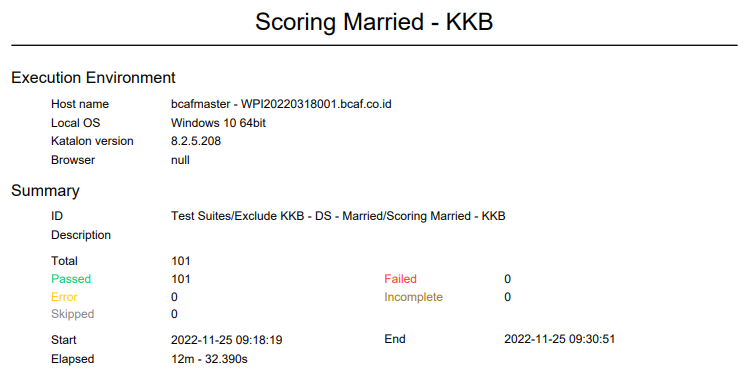 Scoring Married - KKB
Execution Environment
Host name bcafmaster - WPI20220318001.bcaf.co.id
Local OS Windows 10 64bit
Katalon version 8.2.5.208
Browser null
Summary
ID Test Suites/Exclude KKB - DS - Married/Scoring Married - KKB
Description
Total 101
Passed 101 Failed 0
Error 0 Incomplete 0
Skipped 0
Start 2022-11-25 09:18:19 End 2022-11-25 09:30:51
Elapsed 12m - 32.390s